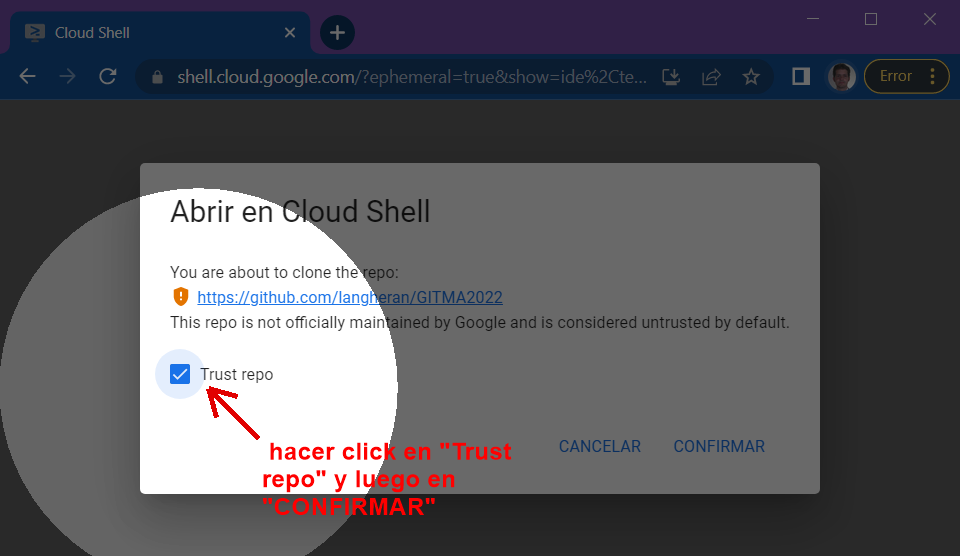 Cloud Shell
shell.cloud.google.com/?ephemeral=true&show=ide%2Cte...
Error
Abrir en Cloud Shell
You are about to clone the repo:
https://github.com/langheran/GITMA2022
This repo is not officially maintained by Google and is considered untrusted by default.
Trust repo
hacer click en "Trust
repo" y luego en
"CONFIRMAR"
CANCELAR CONFIRMAR